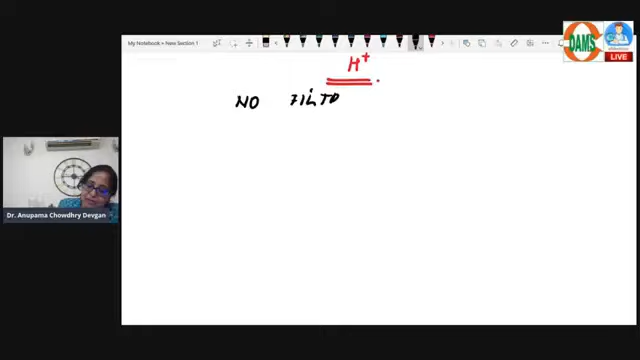 My Notebook » New Section 1
DAMS
LIVE
H+
NO FILTD
Dr. Anupama Chowdhry Devgan